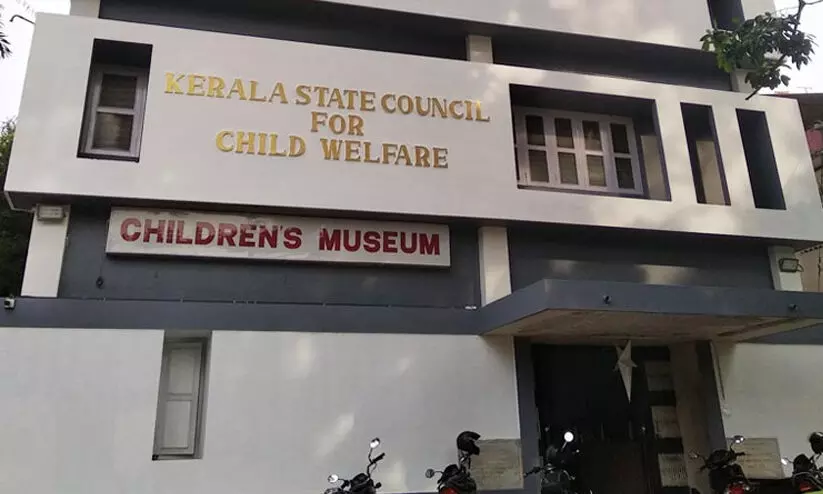 KERALA STATE COUNCIL
FOR
CHILD WELFARE
CHILDREN'S MUSEUM